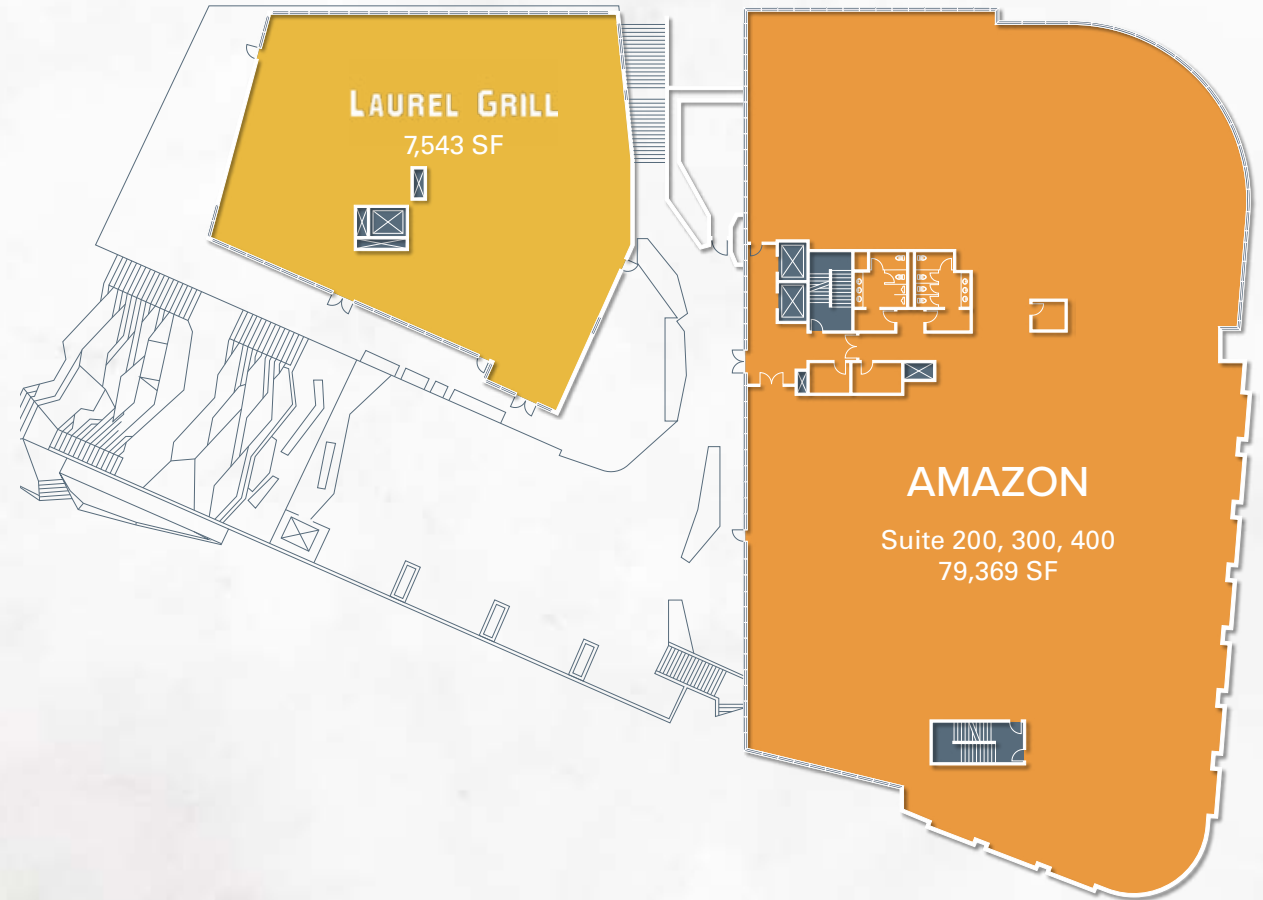 LAUREL GRILL
7,543 SF
AMAZON
Suite 200, 300, 400
79,369 SF